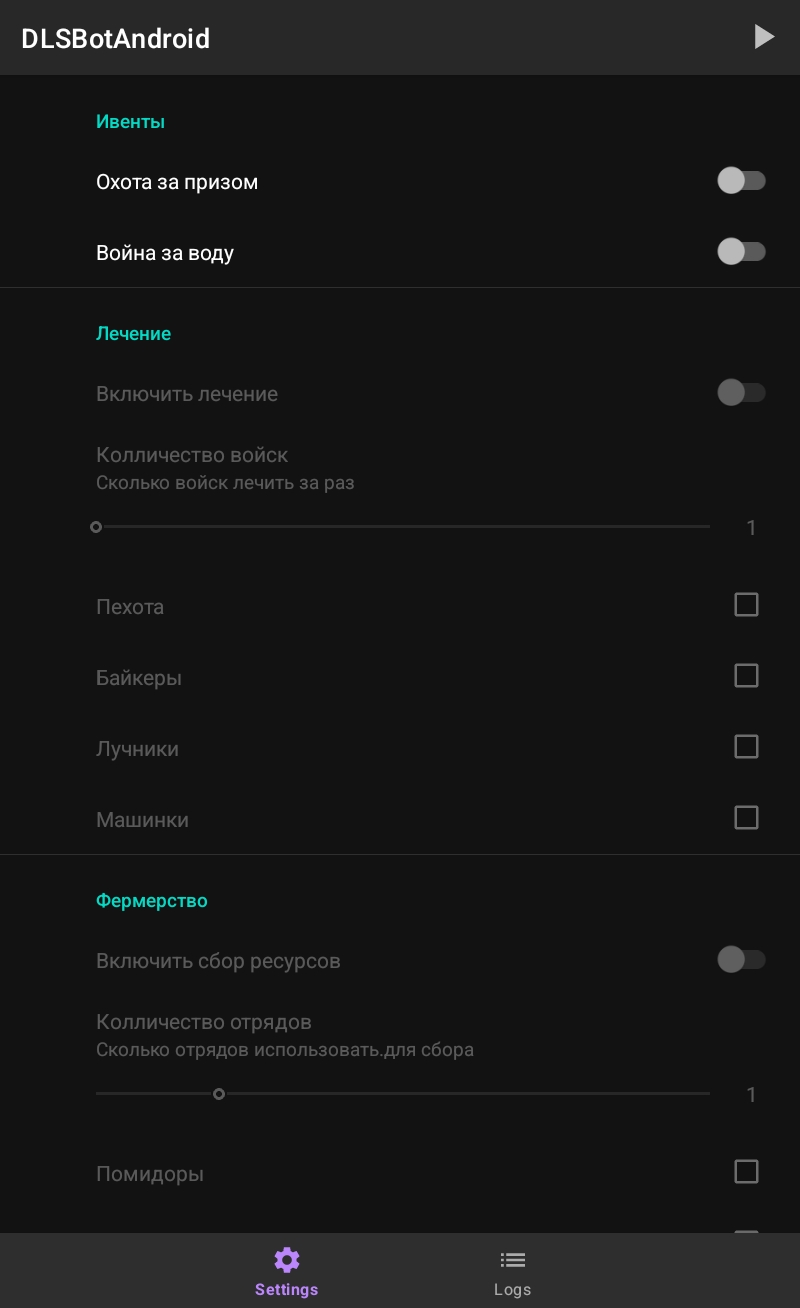 DLSBotAndroid
Ивенты
Охота за призом
Война за воду
Лечение
Включить лечение
Колличество войск
Сколько войск лечить за раз
1
Пехота
Байкеры
Лучники
Машинки
Фермерство
Включить сбор ресурсов
Колличество отрядов
Сколько отрядов использовать.для сбора
1
Помидоры
Settings
Logs